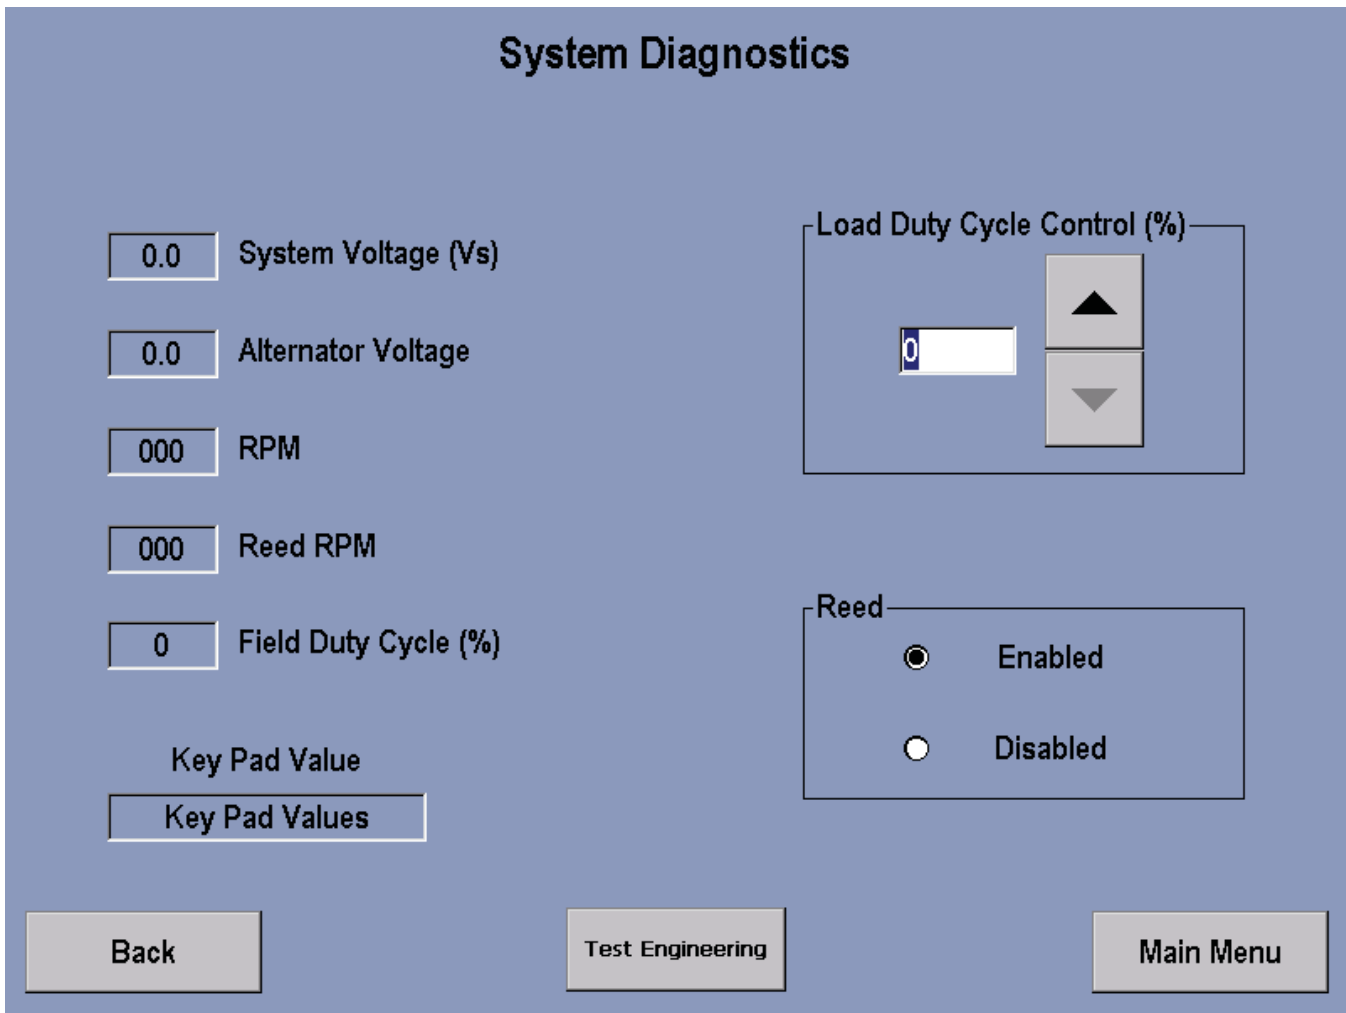 System Diagnostics
0.0 System Voltage (Vs)
0.0 Alternator Voltage
000 RPM
000 Reed RPM
0 Field Duty Cycle (%)
Key Pad Value
Key Pad Values
Load Duty Cycle Control (%)
0
Reed
Enabled
Disabled
Back
Test Engineering
Main Menu